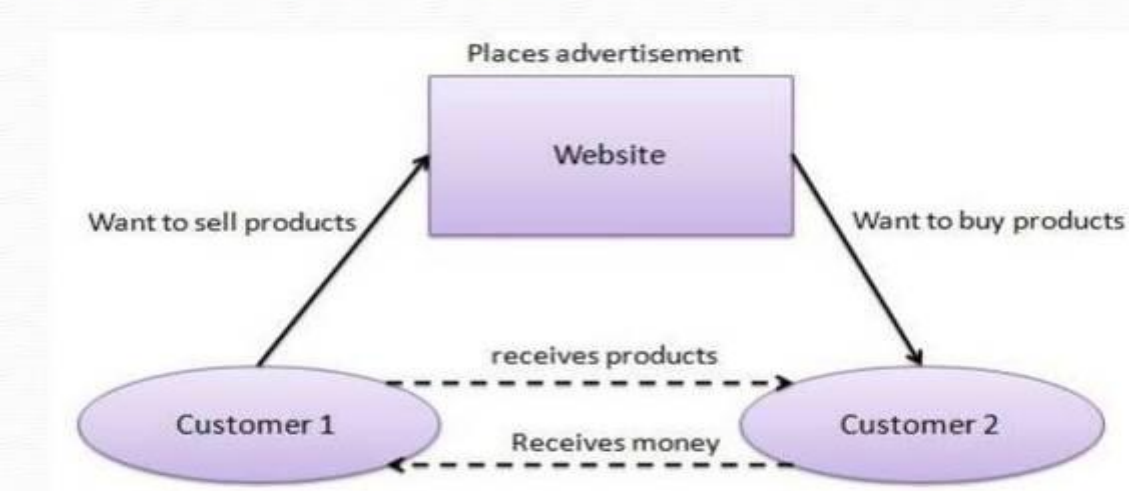 Places advertisement
Website
Want to sell products
Want to buy products
receives products
Customer 1
Customer 2
Receives money